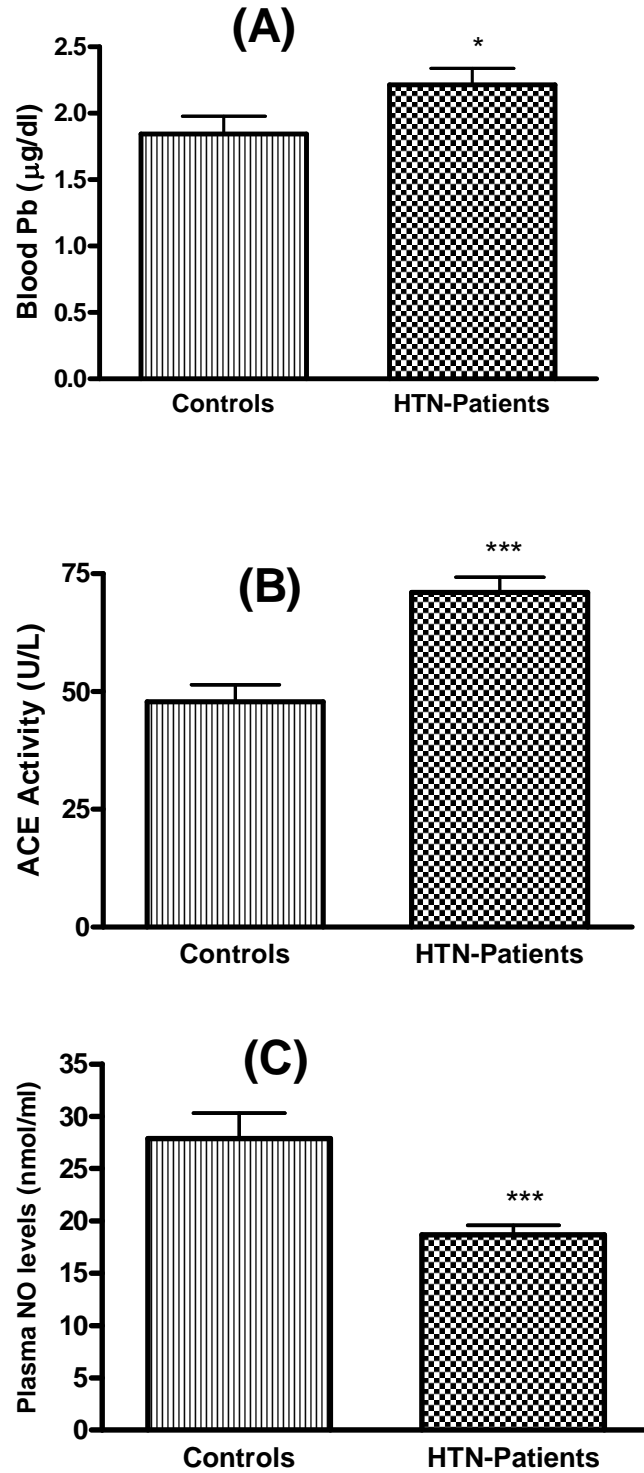 (A)
*
Blood Pb (μg/dl)
2.5
2.0
1.5
1.0
0.5
0.0
Controls HTN-Patients
(B)
***
ACE Activity (U/L)
75
50
25
0
Controls HTN-Patients
(C)
***
Plasma NO levels (nmol/ml)
35
30
25
20
15
10
5
0
Controls HTN-Patients